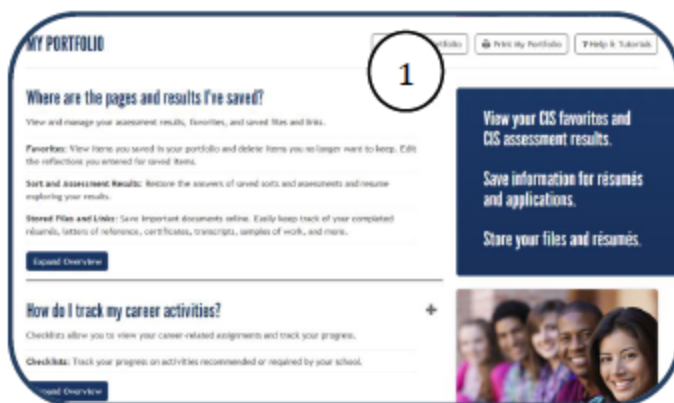 MY PORTFOLIO
Portfolio
Print My Portfolio
? Help & Tutorials
1
Where are the pages and results I've saved?
View and manage your assessment results, favorites, and saved files and links.
Favorites: View items you saved in your portfolio and delete items you no longer want to keep. Edit
the reflections you entered for saved items.
Sort and Assessment Results: Restore the answers of saved sorts and assessments and resume
exploring your results.
Stored Files and Links: Save important documents online. Easily keep track of your completed
résumés, letters of reference, certificates, transcripts, samples of work, and more.
Expand Overview
How do I track my career activities?
Checklists allow you to view your career-related assignments and track your progress.
Checklists: Track your progress on activities recommended or required by your school.
Expand Overview
View your CIS favorites and
CIS assessment results.
Save information for résumés
and applications.
Store your files and résumés.